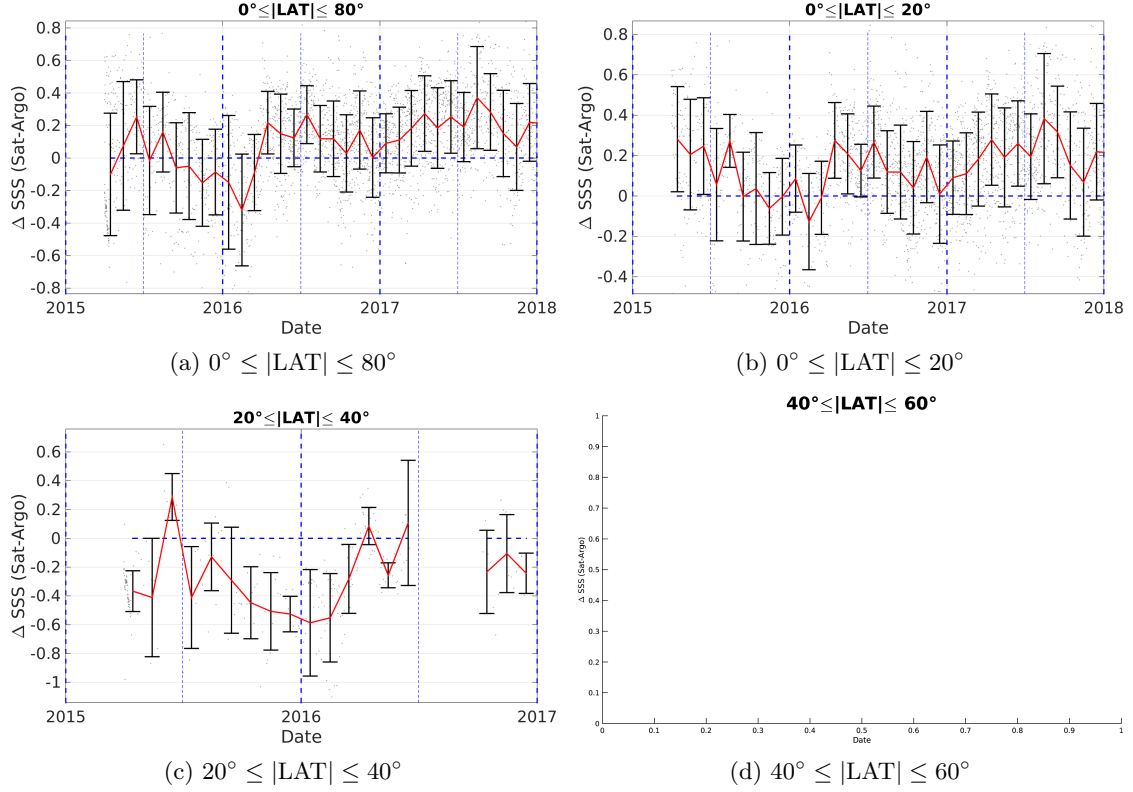 0°≤|LAT|≤ 80°
0.8
0.6
0.4
0.2
0
-0.2
-0.4
-0.6
-0.8
Δ SSS (Sat-Argo)
2015 2016 2017 2018
Date
(a) 0° ≤ |LAT| ≤ 80°
0°≤|LAT|≤ 20°
0.8
0.6
0.4
0.2
0
-0.2
-0.4
Δ SSS (Sat-Argo)
2015 2016 2017 2018
Date
(b) 0° ≤ |LAT| ≤ 20°
20°≤|LAT|≤ 40°
0.6
0.4
0.2
0
-0.2
-0.4
-0.6
-0.8
-1
Δ SSS (Sat-Argo)
2015 2016 2017
Date
(c) 20° ≤ |LAT| ≤ 40°
40°≤|LAT|≤ 60°
1
0.9
0.8
0.7
0.6
0.5
0.4
0.3
0.2
0.1
0
Δ SSS (Sat-Argo)
0 0.1 0.2 0.3 0.4 0.5 0.6 0.7 0.8 0.9 1
Date
(d) 40° ≤ |LAT| ≤ 60°